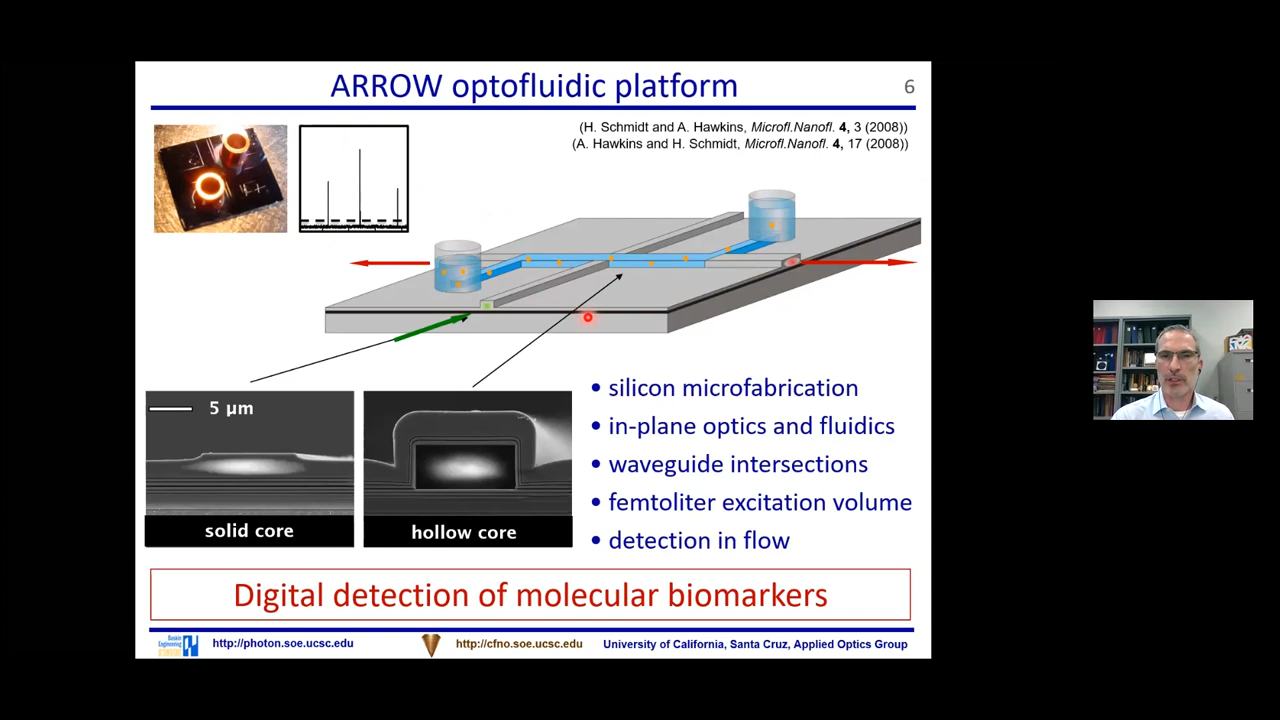 ARROW optofluidic platform
6
(H. Schmidt and A. Hawkins, Microfl.Nanofl. 4, 3 (2008))
(A. Hawkins and H. Schmidt, Microfl.Nanofl. 4, 17 (2008))
5 μm
solid core
hollow core
• silicon microfabrication
• in-plane optics and fluidics
• waveguide intersections
• femtoliter excitation volume
• detection in flow
Digital detection of molecular biomarkers
Baskin
Engineering
http://photon.soe.ucsc.edu
http://cfno.soe.ucsc.edu
University of California, Santa Cruz, Applied Optics Group